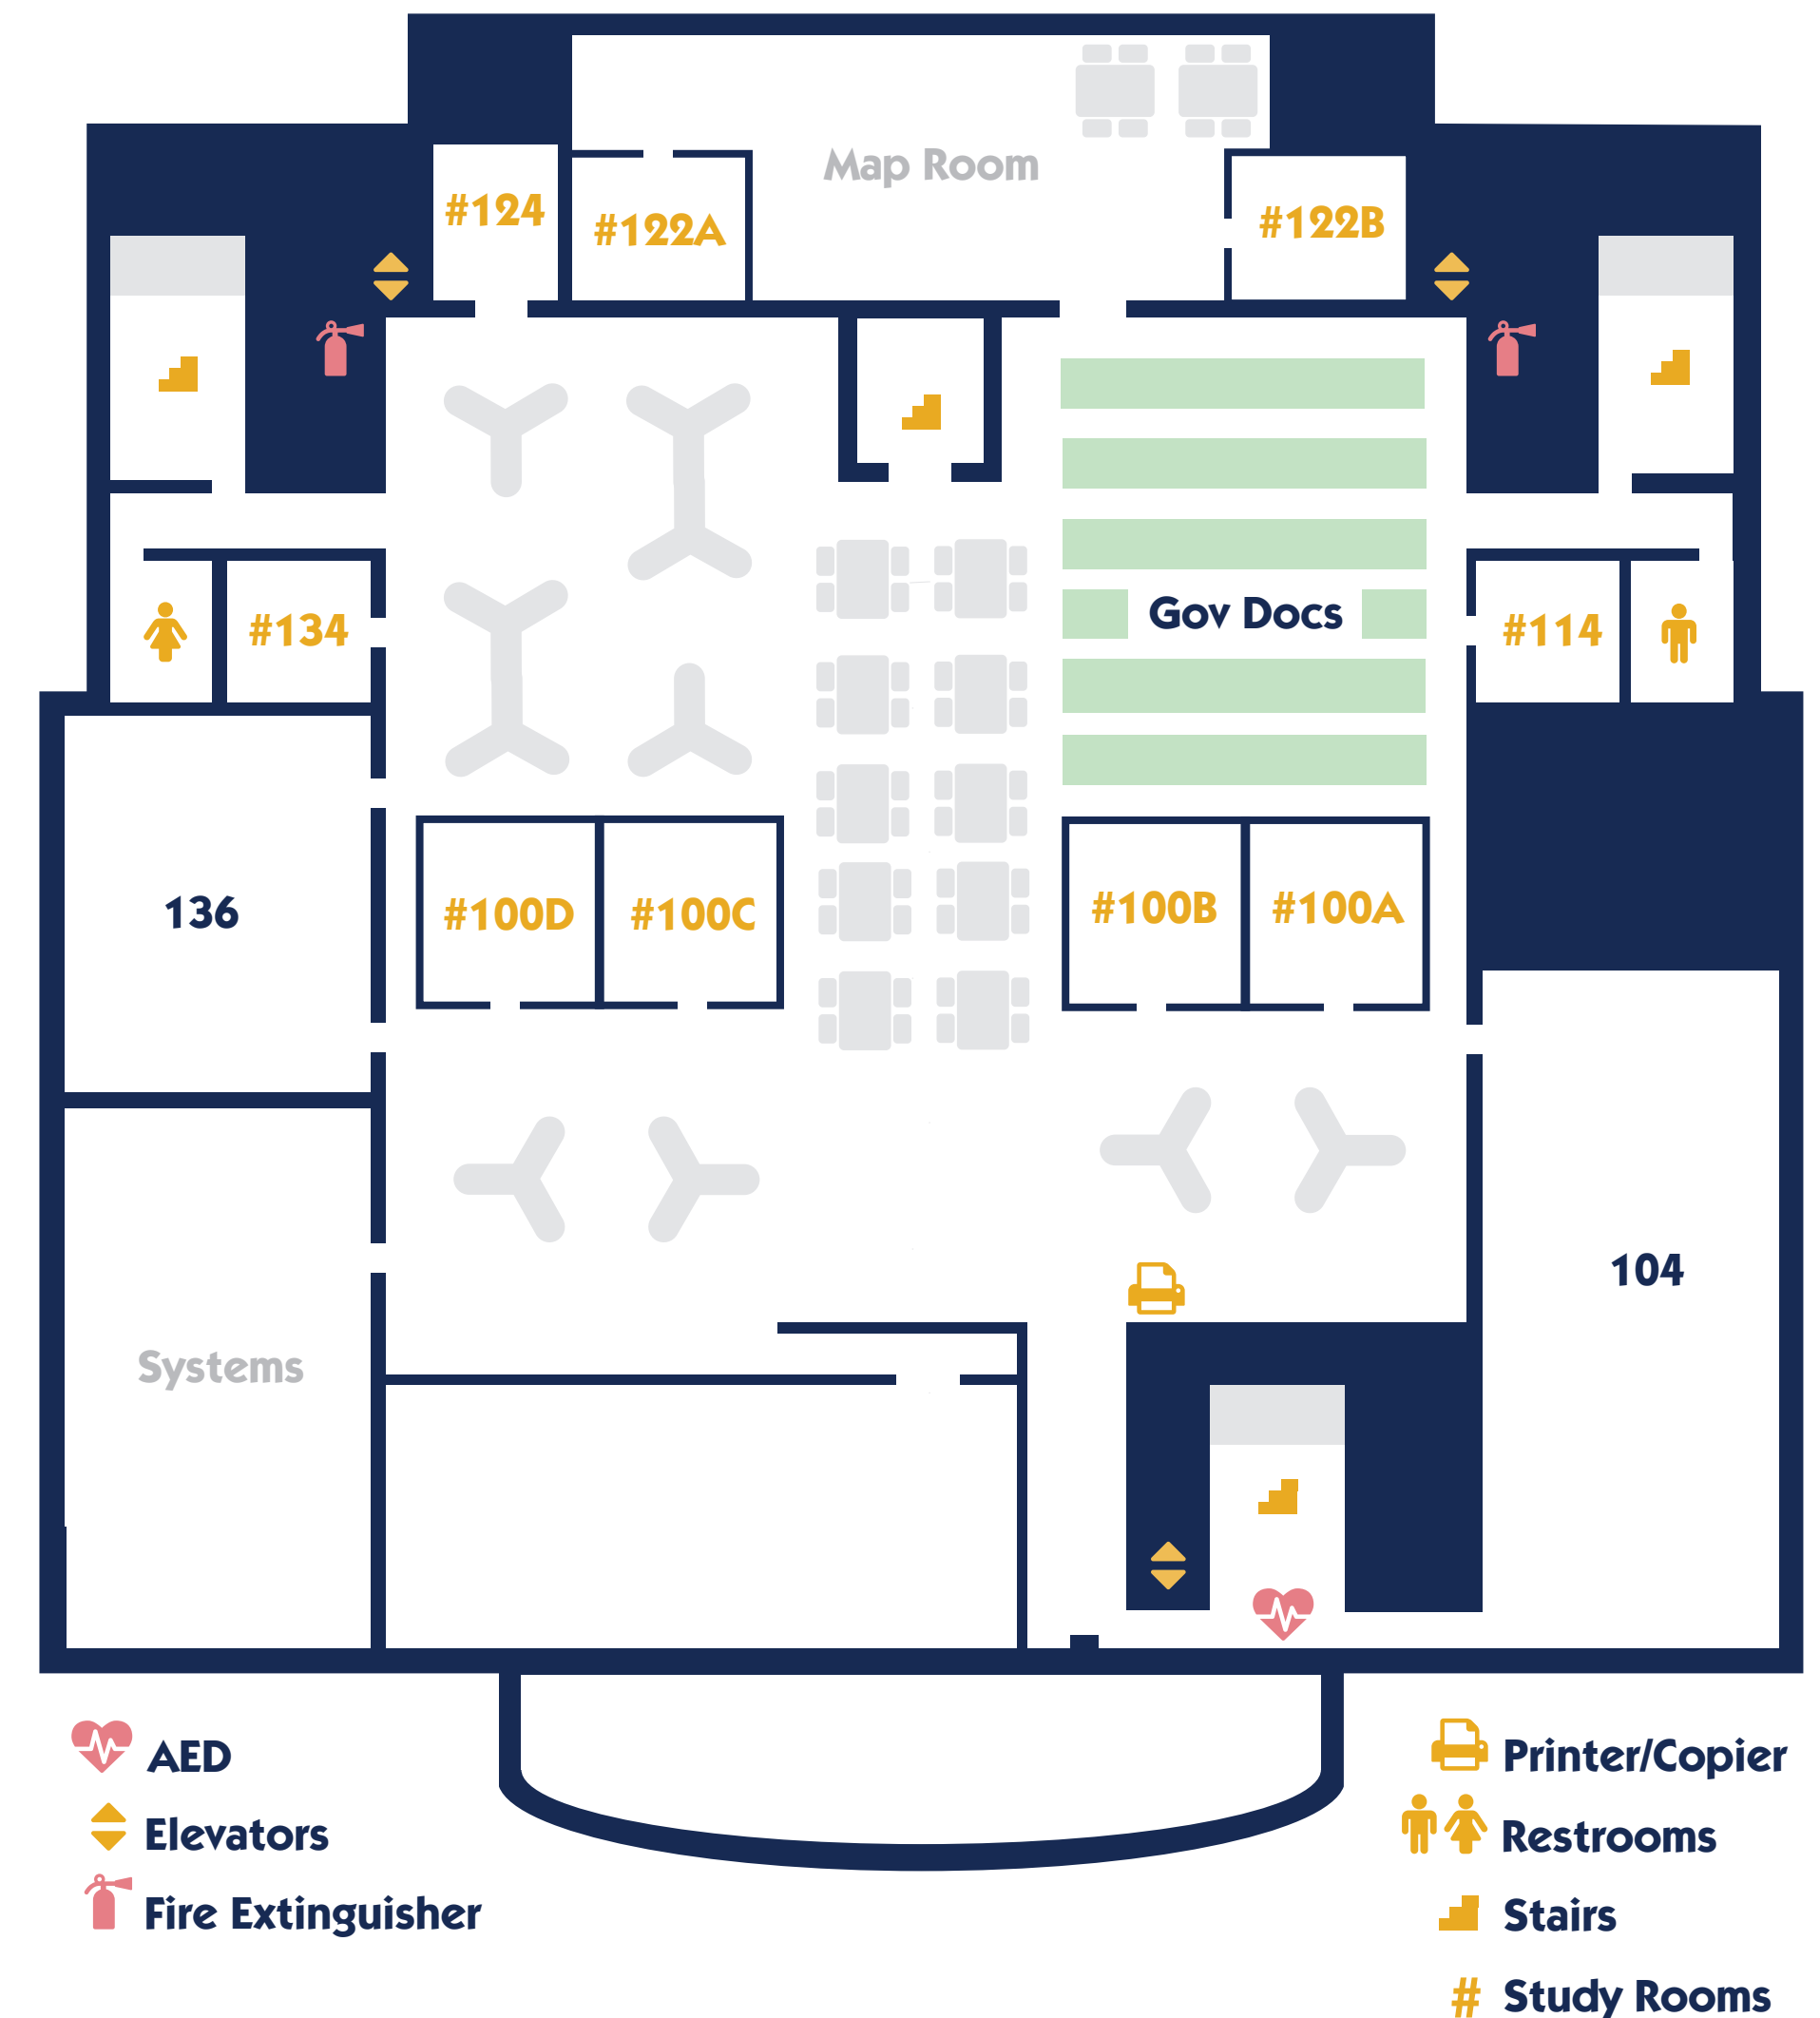 Map Room
#124
#122A
#122B
Gov Docs
#134
#114
136
#100D
#100C
#100B
#100A
104
Systems
AED
Elevators
Fire Extinguisher
Printer/Copier
Restrooms
Stairs
# Study Rooms